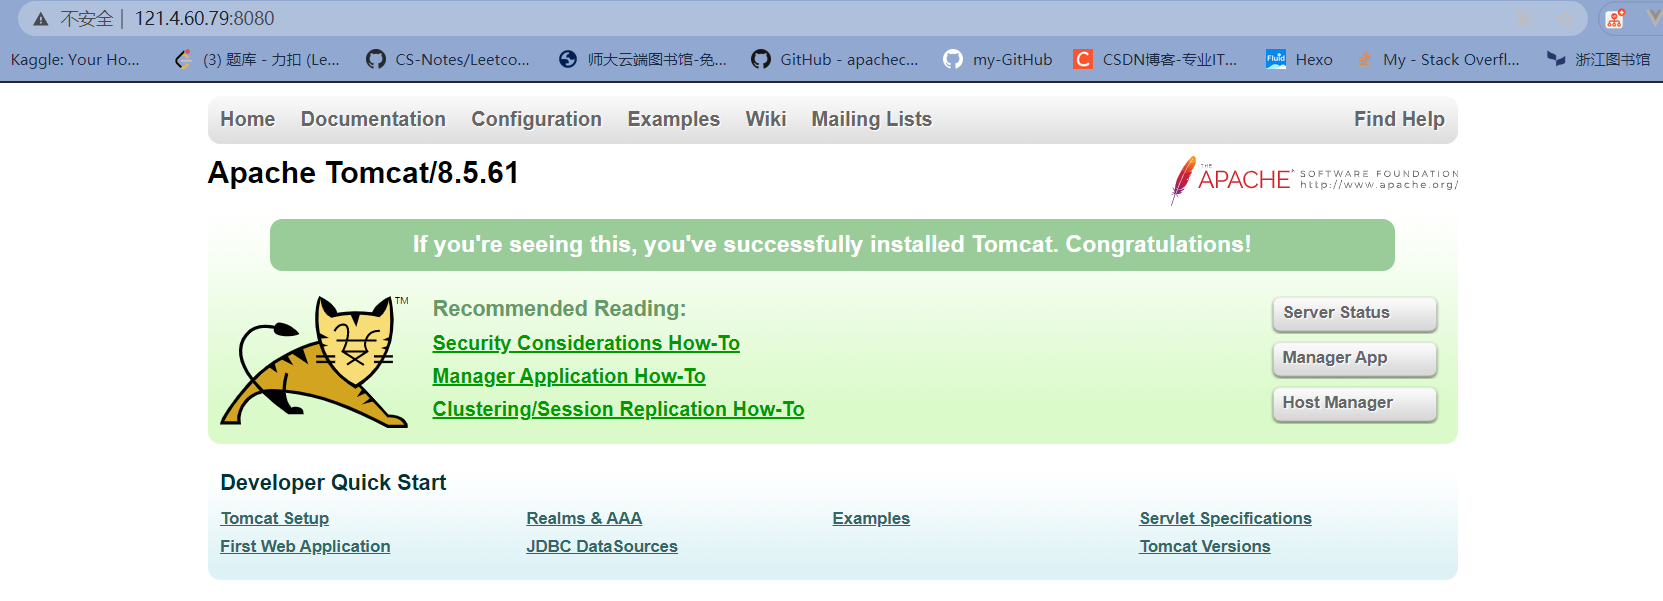 不安全 | 121.4.60.79:8080
Kaggle: Your Ho... (3) 题库 - 力扣 (Le... CS-Notes/Leetco... 师大云端图书馆-免... GitHub - apachec... my-GitHub C CSDN博客-专业IT... Fluid Hexo My - Stack Overfl... 浙江图书馆
Home Documentation Configuration Examples Wiki Mailing Lists Find Help
Apache Tomcat/8.5.61
THE APACHE SOFTWARE FOUNDATION
http://www.apache.org/
If you're seeing this, you've successfully installed Tomcat. Congratulations!
TM
Recommended Reading:
Security Considerations How-To
Manager Application How-To
Clustering/Session Replication How-To
Server Status
Manager App
Host Manager
Developer Quick Start
Tomcat Setup Realms & AAA Examples Servlet Specifications
First Web Application JDBC DataSources Tomcat Versions